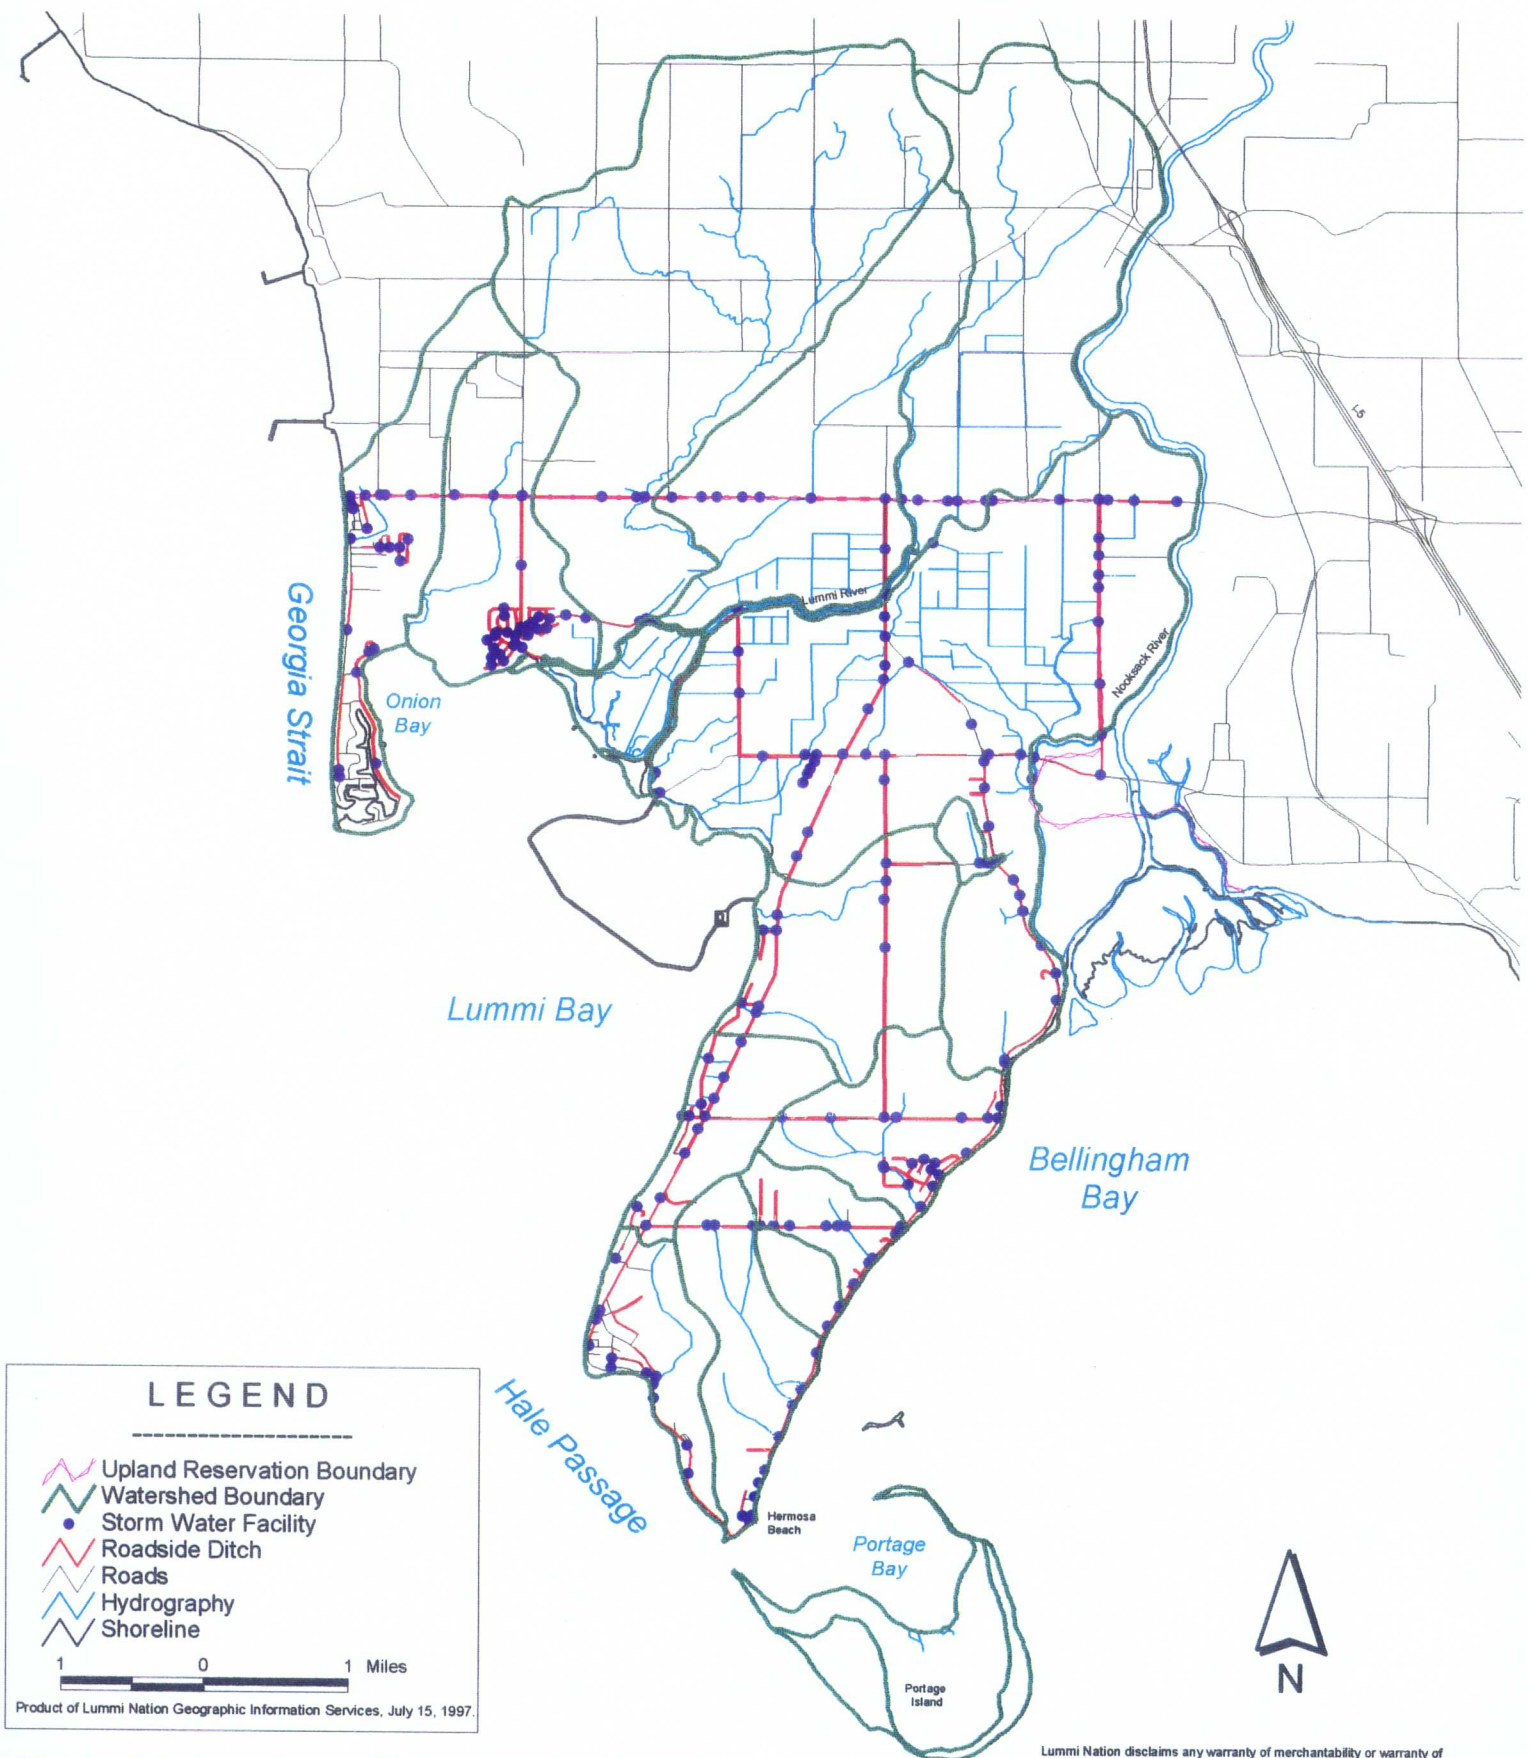 I-5
Lummi River
Nooksack River
Georgia Strait
Onion
Bay
Lummi Bay
Bellingham
Bay
Hale Passage
Hermosa
Beach
Portage
Bay
Portage
Island
N
LEGEND
--------------------
Upland Reservation Boundary
Watershed Boundary
Storm Water Facility
Roadside Ditch
Roads
Hydrography
Shoreline
1 0 1 Miles
Product of Lummi Nation Geographic Information Services, July 15, 1997.
Lummi Nation disclaims any warranty of merchantability or warranty of